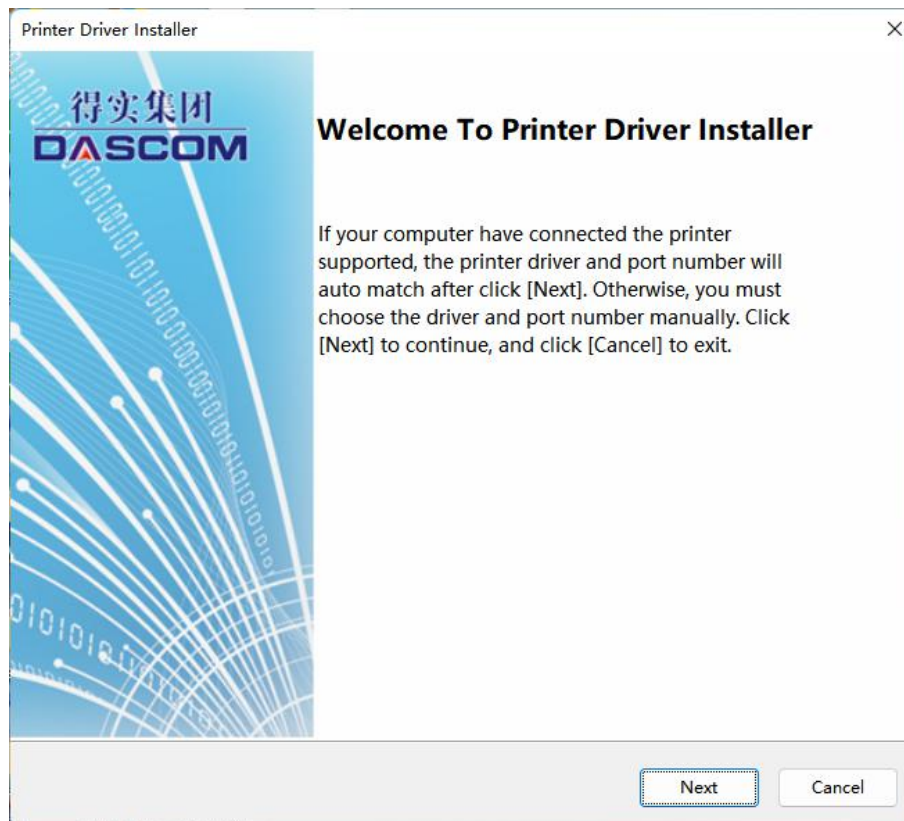 Printer Driver Installer
得实集团
DASCOM
Welcome To Printer Driver Installer
If your computer have connected the printer
supported, the printer driver and port number will
auto match after click [Next]. Otherwise, you must
choose the driver and port number manually. Click
[Next] to continue, and click [Cancel] to exit.
Next
Cancel